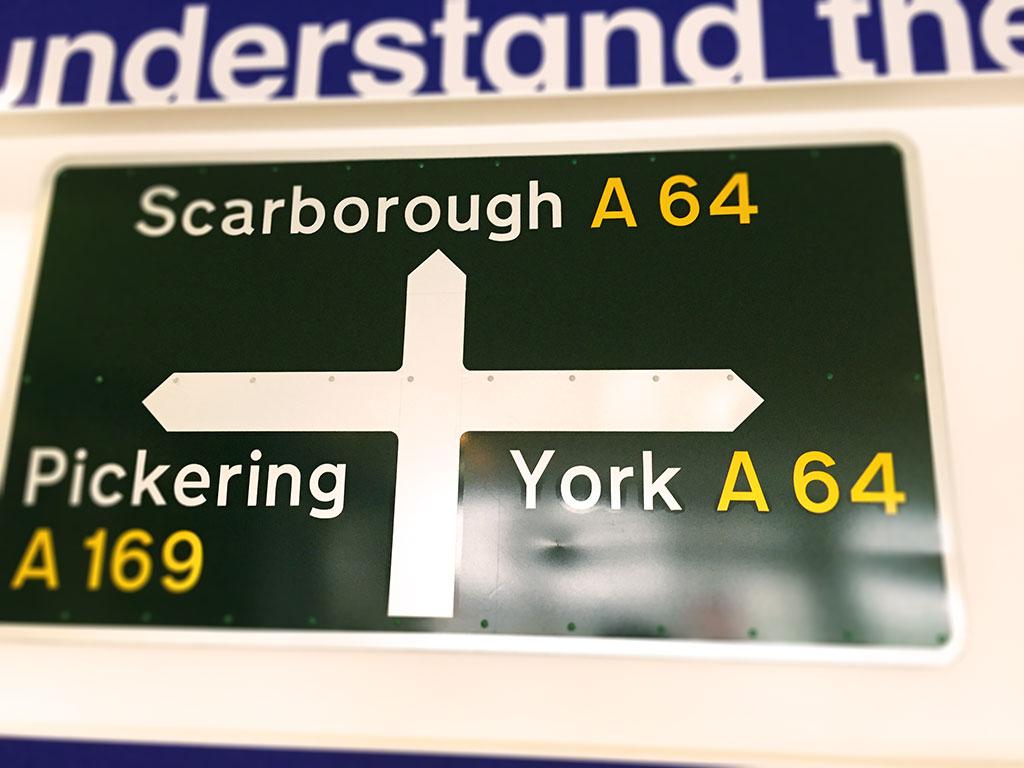 understand the
Scarborough A 64
Pickering
A 169
York A 64